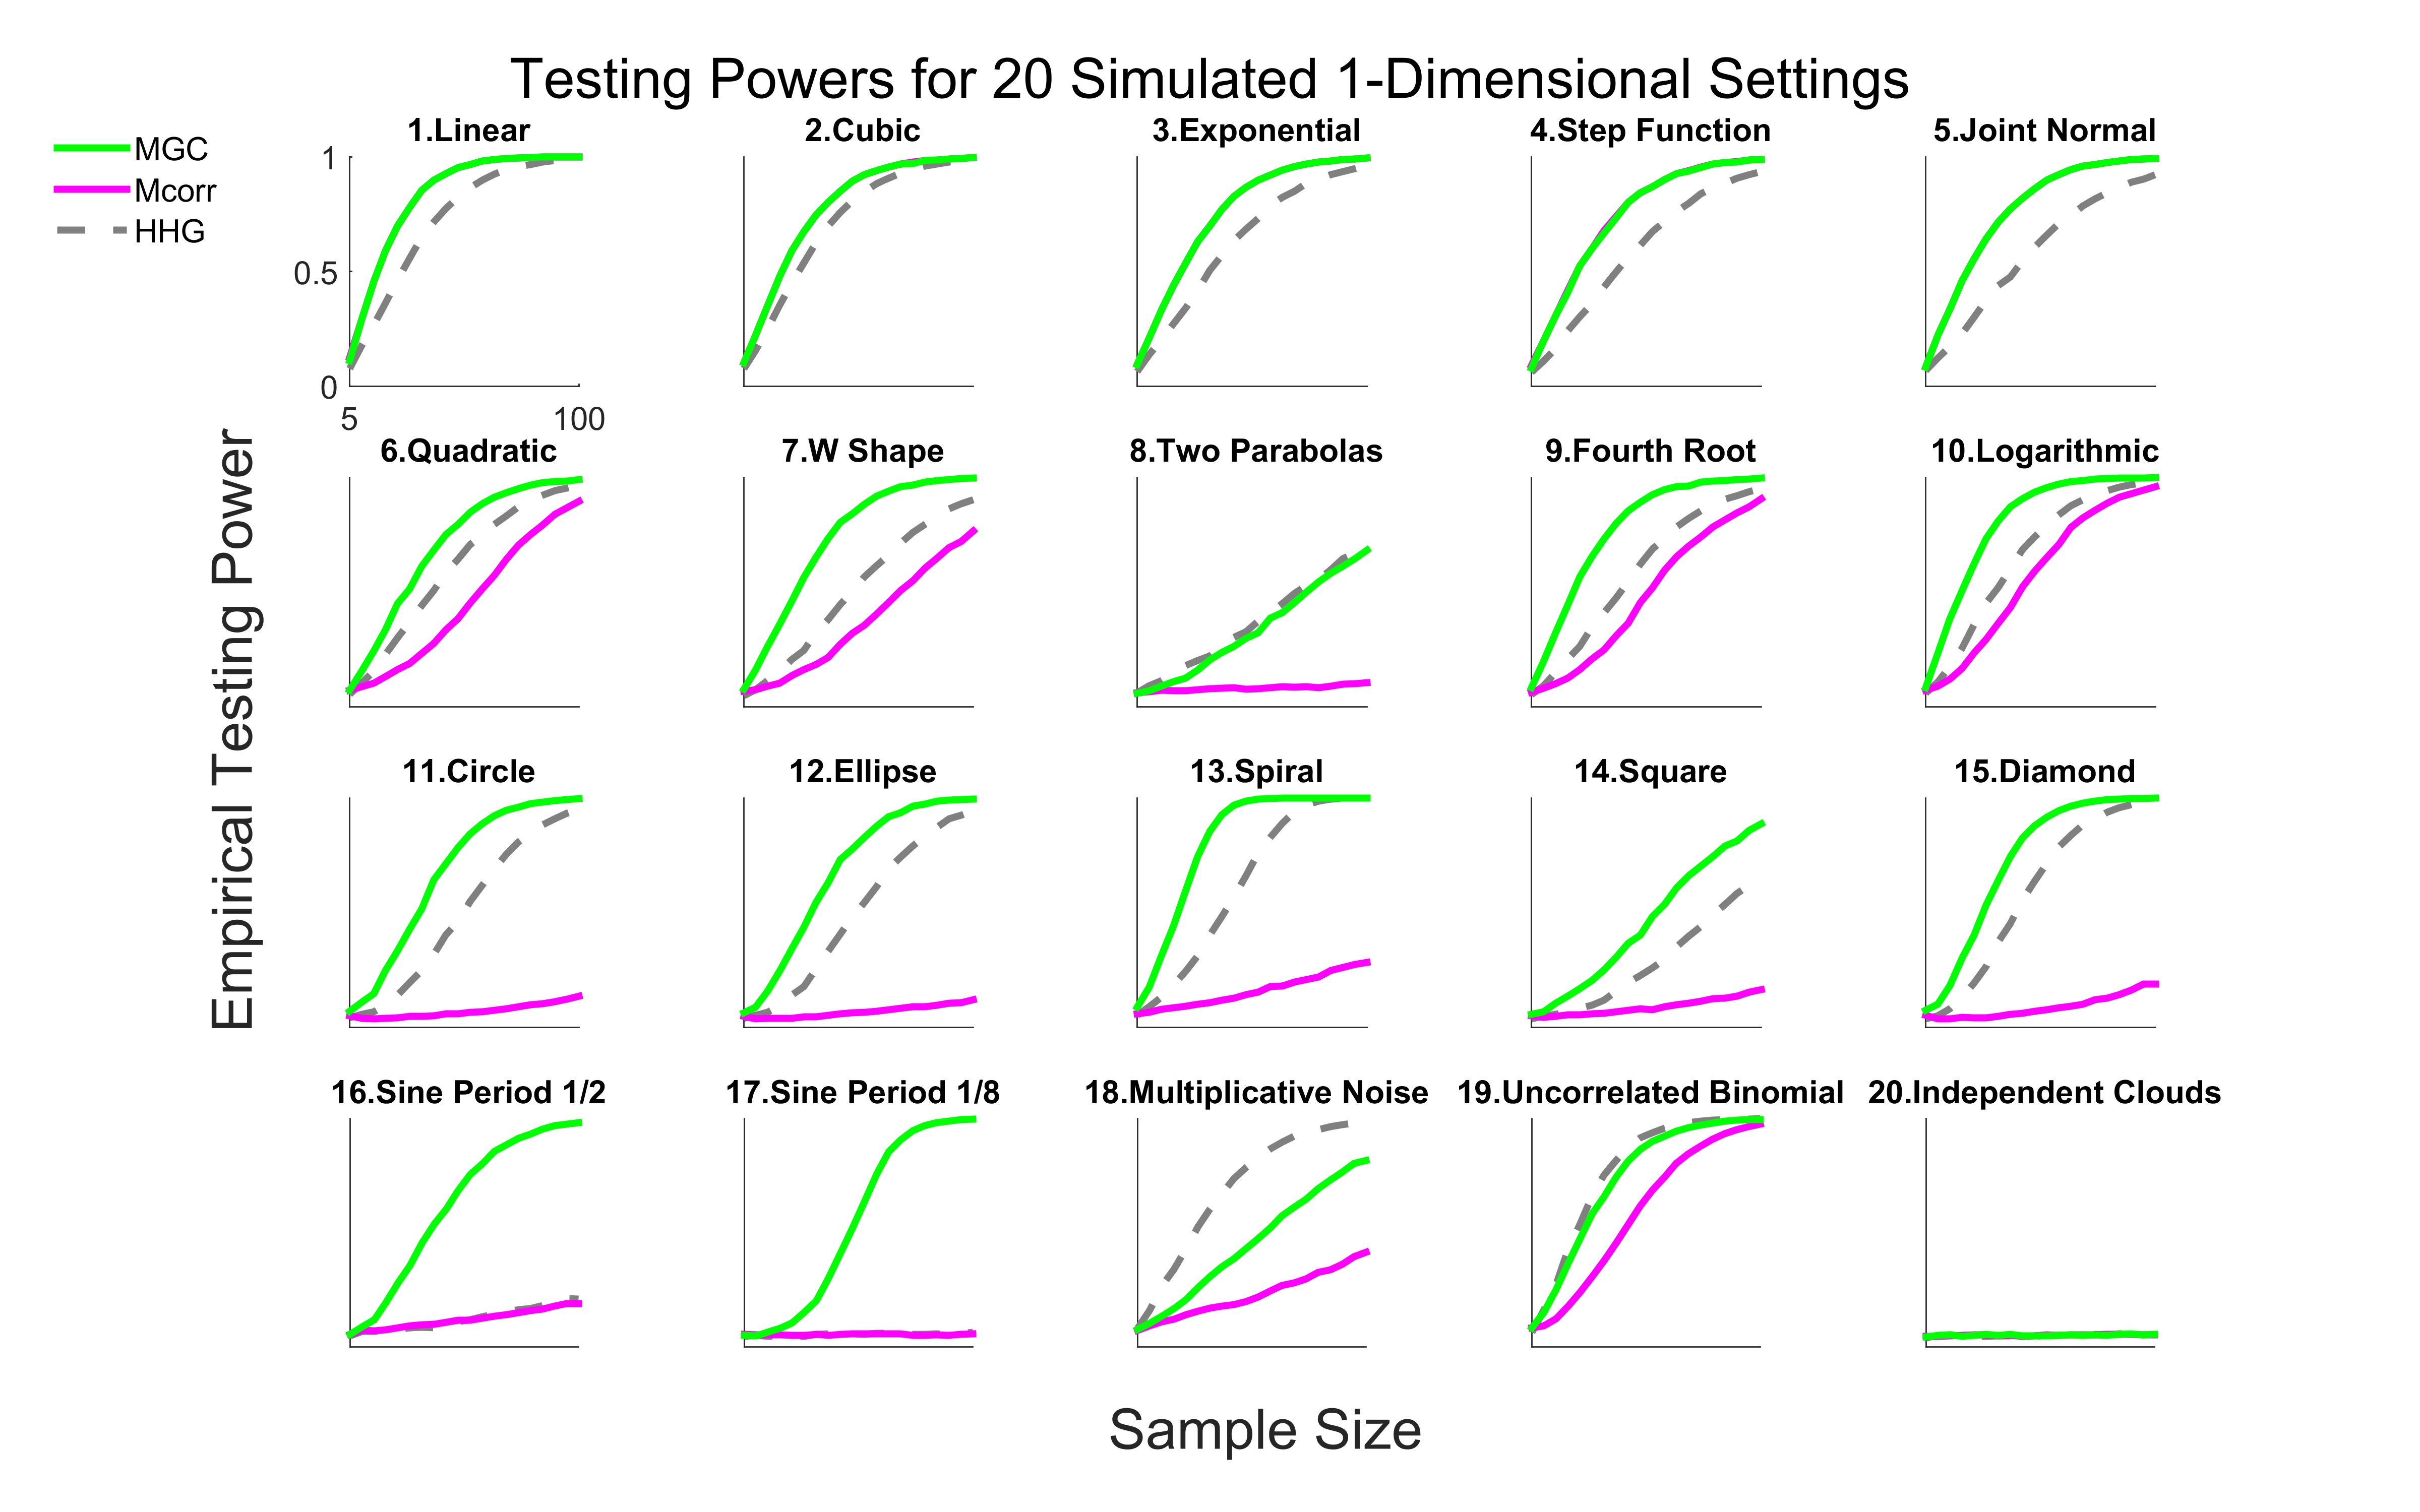 Testing Powers for 20 Simulated 1-Dimensional Settings
MGC
Mcorr
HHG
1.Linear
2.Cubic
3.Exponential
4.Step Function
5.Joint Normal
1
0.5
0
5
100
6.Quadratic
7.W Shape
8.Two Parabolas
9.Fourth Root
10.Logarithmic
Empirical Testing Power
11.Circle
12.Ellipse
13.Spiral
14.Square
15.Diamond
16.Sine Period 1/2
17.Sine Period 1/8
18.Multiplicative Noise
19.Uncorrelated Binomial
20.Independent Clouds
Sample Size